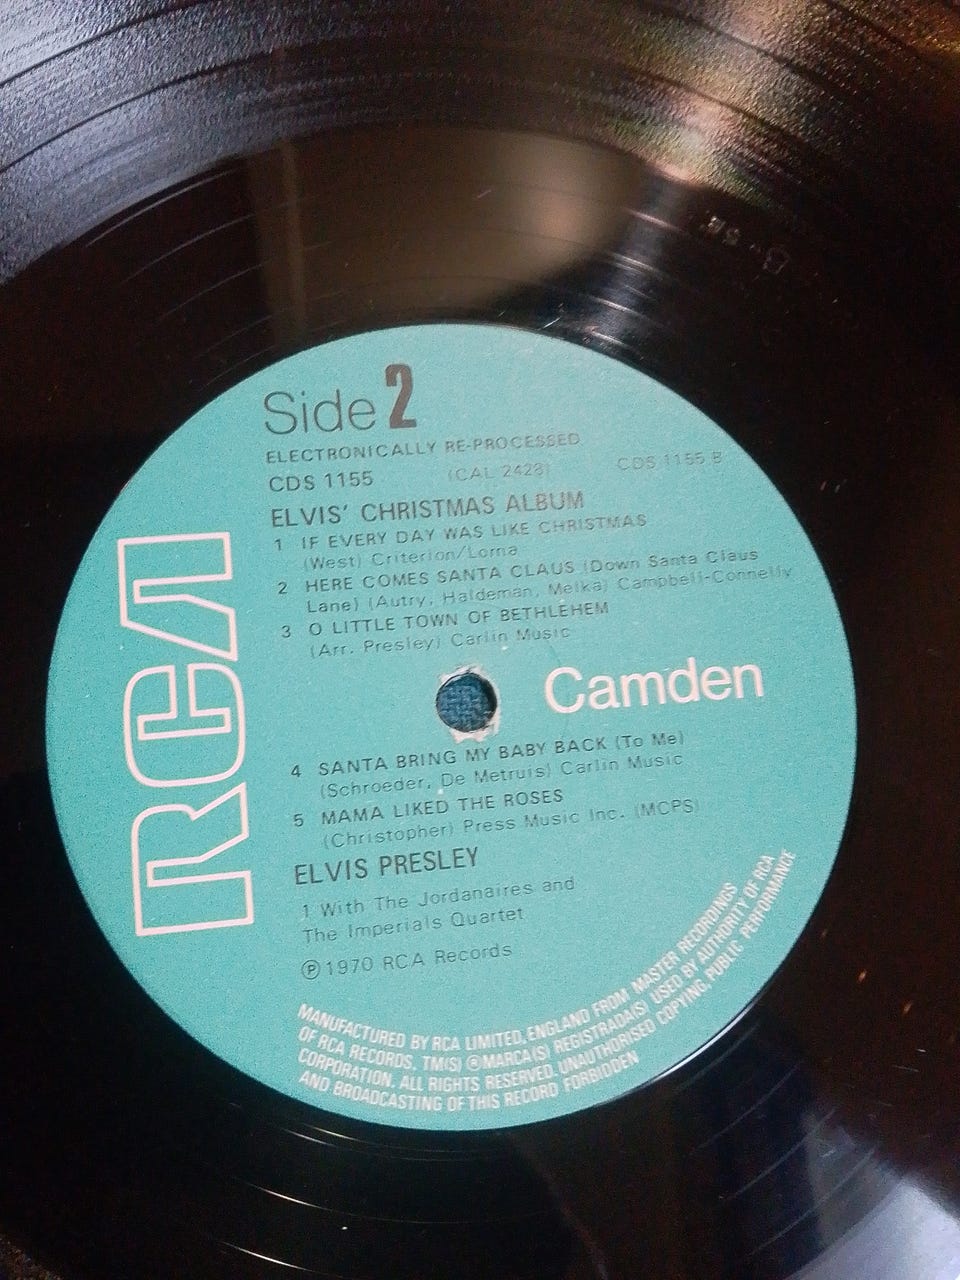 Side 2
ELECTRONICALLY RE-PROCESSED
CDS 1155 (CAL 2428) CDS 1155 B
ELVIS' CHRISTMAS ALBUM
1 IF EVERY DAY WAS LIKE CHRISTMAS
(West) Criterion/Lorna
2 HERE COMES SANTA CLAUS (Down Santa Claus
Lane) (Autry, Haldeman, Melka) Campbell-Connelly
3 O LITTLE TOWN OF BETHLEHEM
(Arr. Presley) Carlin Music
RCA
Camden
4 SANTA BRING MY BABY BACK (To Me)
(Schroeder, De Metruis) Carlin Music
5 MAMA LIKED THE ROSES
(Christopher) Press Music Inc. (MCPS)
ELVIS PRESLEY
1 With The Jordanaires and
The Imperials Quartet
Ⓟ 1970 RCA Records
MANUFACTURED BY RCA LIMITED, ENGLAND FROM MASTER RECORDINGS
OF RCA RECORDS. TM(S) ® MARCA(S) REGISTRADA(S) USED BY AUTHORITY OF RCA
CORPORATION. ALL RIGHTS RESERVED. UNAUTHORISED COPYING, PUBLIC PERFORMANCE
AND BROADCASTING OF THIS RECORD FORBIDDEN